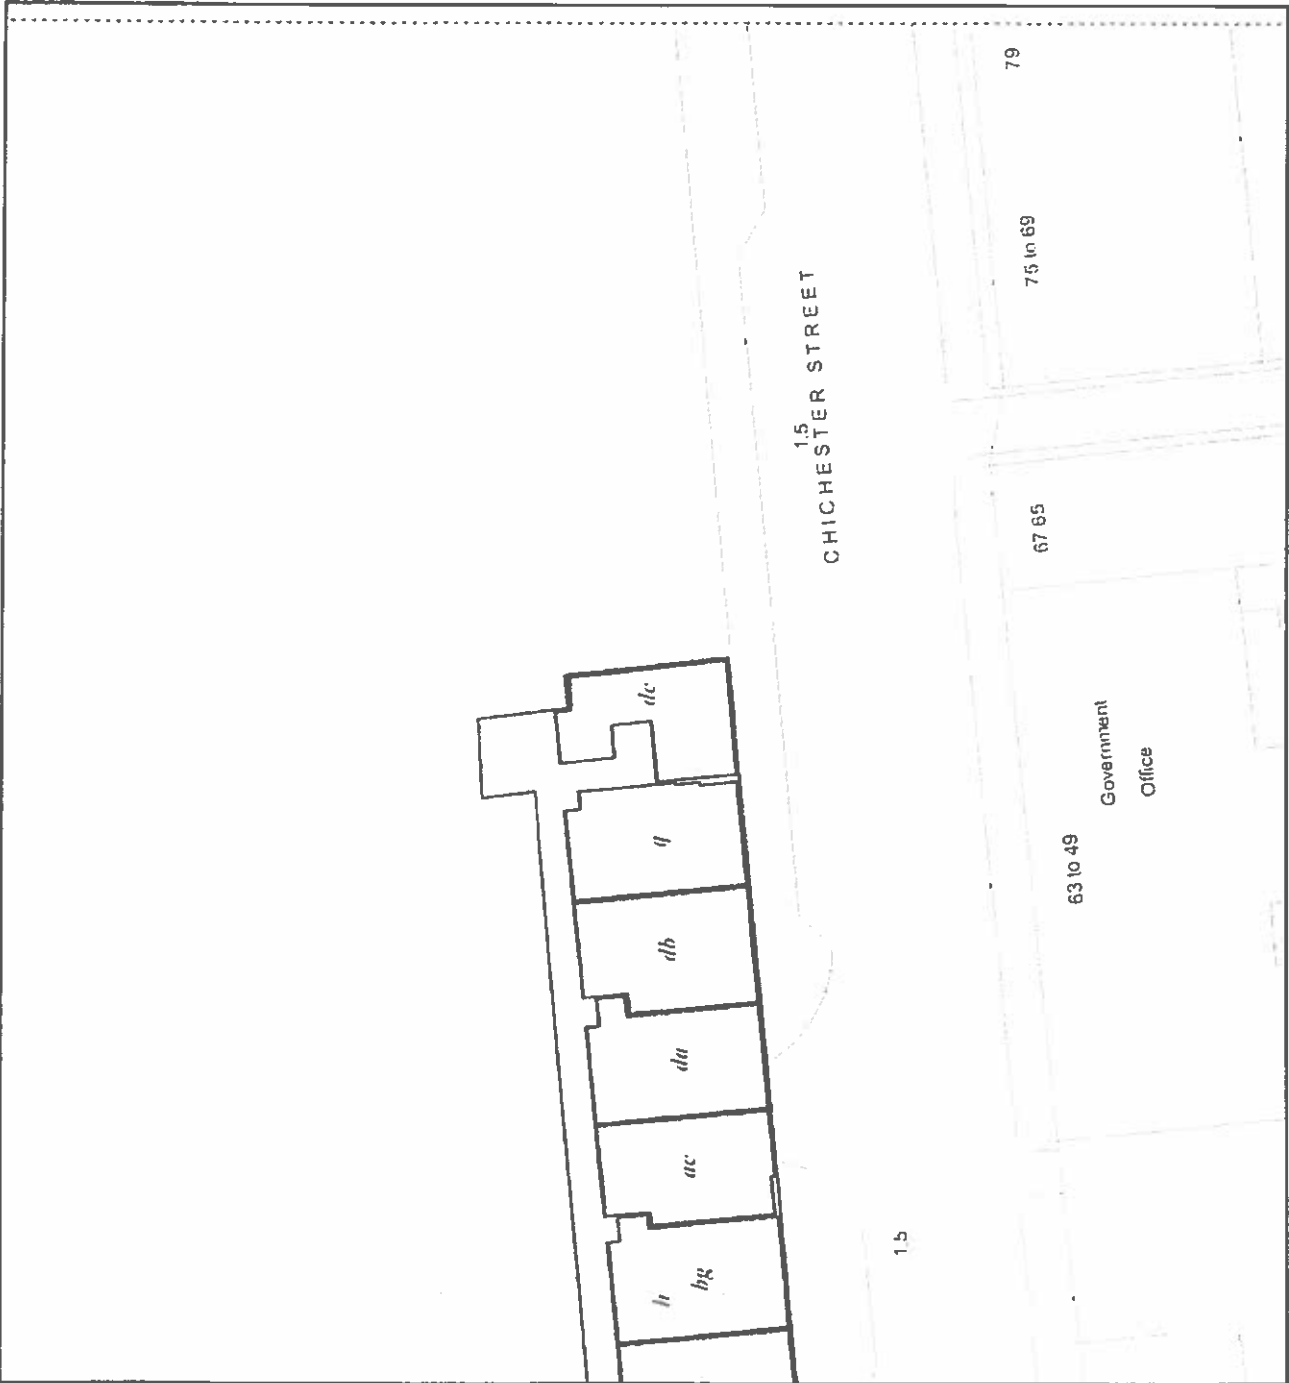 79
75 to 69
1.5
CHICHESTER STREET
67 65
dc
Government
Office
63 to 49
db
da
ac
1.5
bg
h